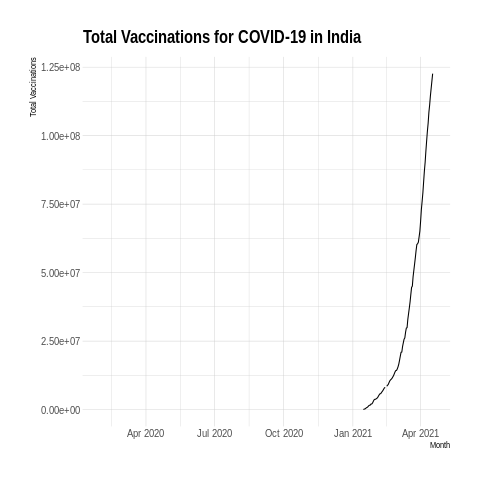 Total Vaccinations for COVID-19 in India
Total Vaccinations
1.25e+08
1.00e+08
7.50e+07
5.00e+07
2.50e+07
0.00e+00
Apr 2020 Jul 2020 Oct 2020 Jan 2021 Apr 2021
Month